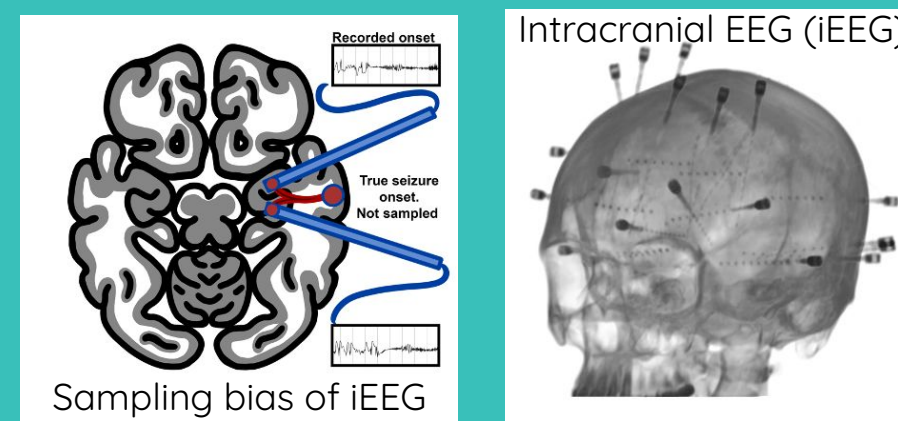 Recorded onset
True seizure
onset.
Not sampled
Sampling bias of iEEG
Intracranial EEG (iEEG)